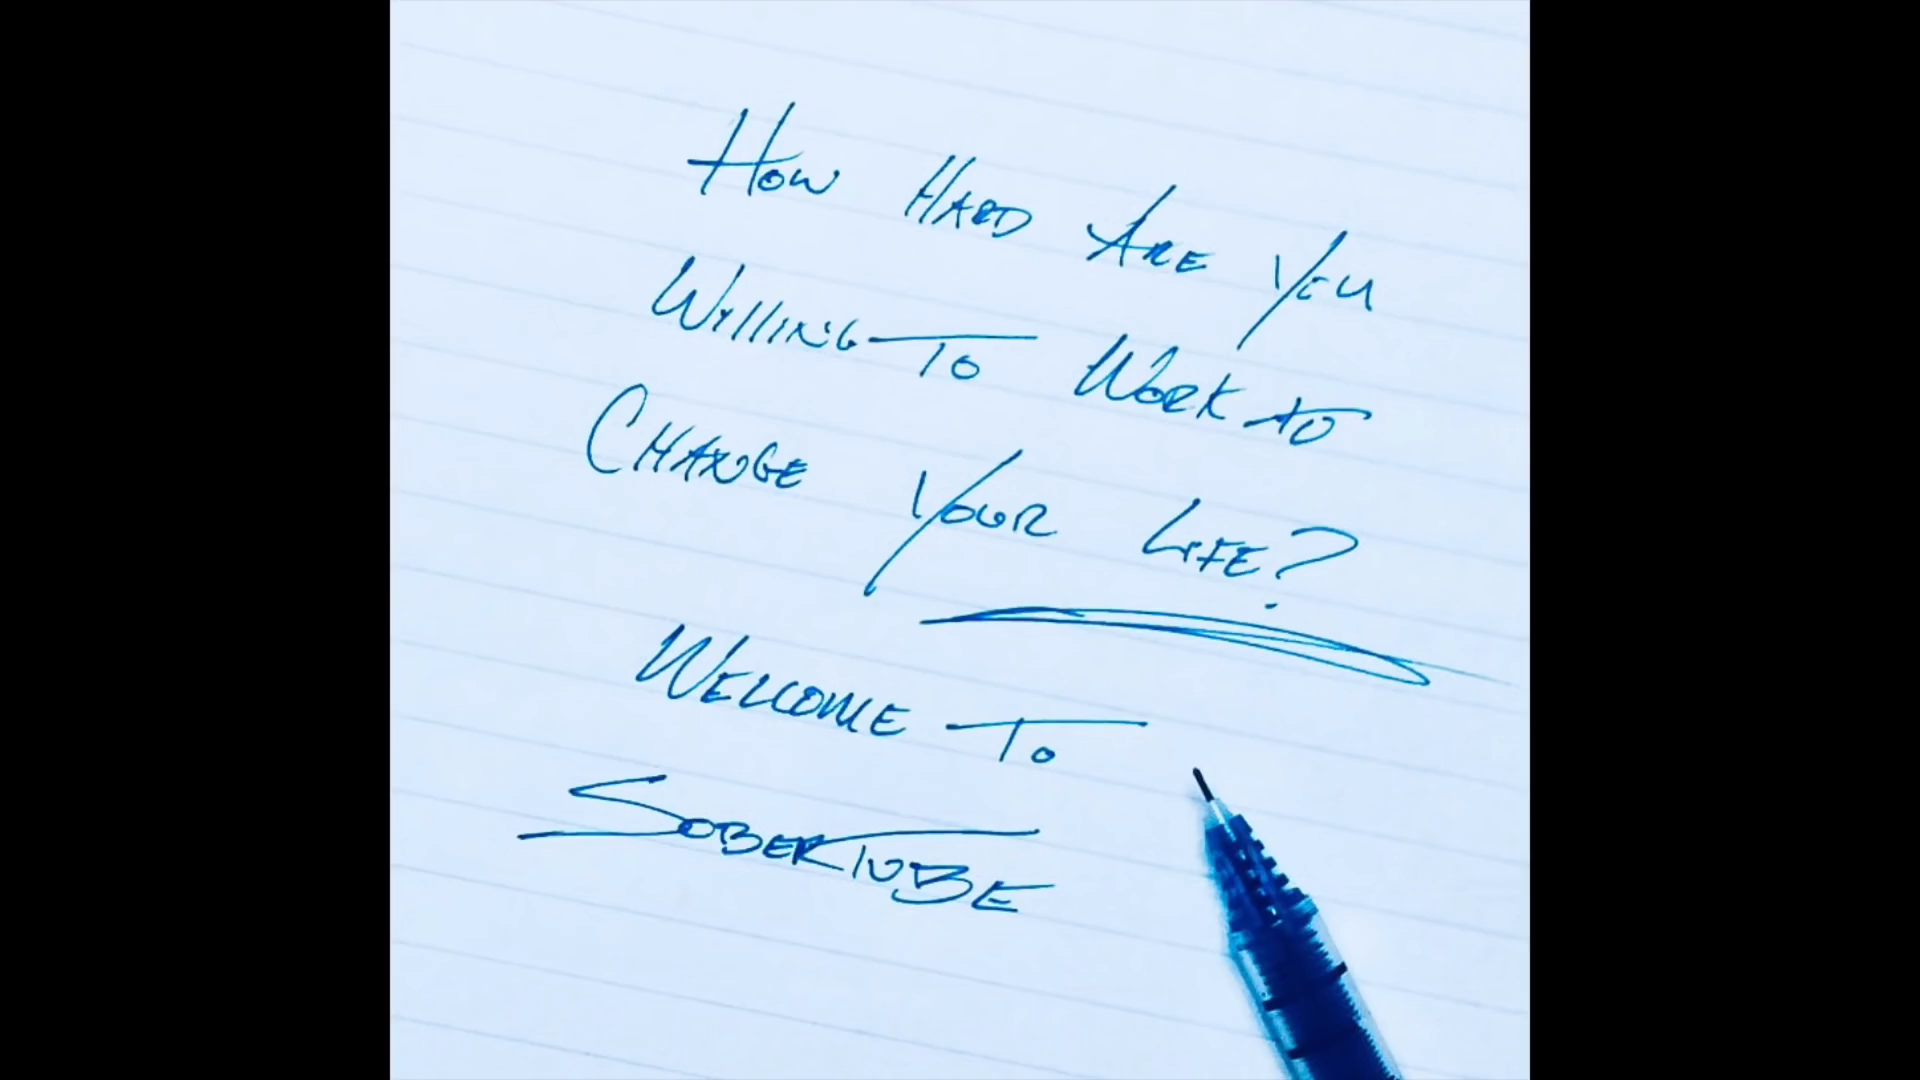 How HARD ARE YOU
WILLING TO WORK TO
CHANGE YOUR LIFE?
WELCOME TO
SOBERTUBE